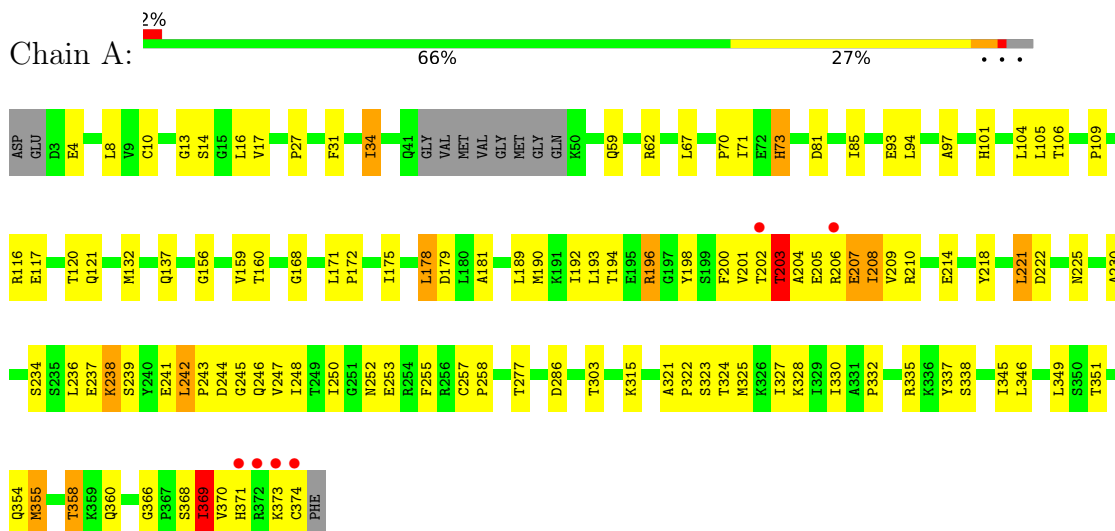 2%
Chain A:
66% 27% • • •
ASP GLU D3 E4 L8 V9 C10 G13 S14 G15 L16 V17 P27 F31 I34 Q41 GLY VAL MET VAL GLY MET GLY GLN K50 Q59 R62 L67 P70 I71 E72 H73 D81 I85 E93 L94 A97 H101 L104 L105 T106 P109
R116 E117 T120 Q121 M132 Q137 G156 V159 T160 G168 L171 P172 I175 L178 D179 L180 A181 L189 M190 K191 I192 L193 T194 E195 R196 G197 Y198 S199 F200 V201 T202 T203 A204 E205 R206 E207 I208 V209 R210 E214 Y218 L221 D222 N225 A230
S234 S235 L236 E237 K238 S239 Y240 E241 L242 P243 D244 G245 Q246 V247 I248 T249 I250 G251 N252 E253 R254 F255 R256 C257 P258 T277 D286 T303 K315 A321 P322 S323 T324 M325 K326 I327 K328 I329 I330 A331 P332 R335 K336 Y337 S338 I345 L346 L349 S350 T351
Q354 M355 T358 K359 Q360 G366 P367 S368 I369 V370 H371 R372 K373 C374 PHE